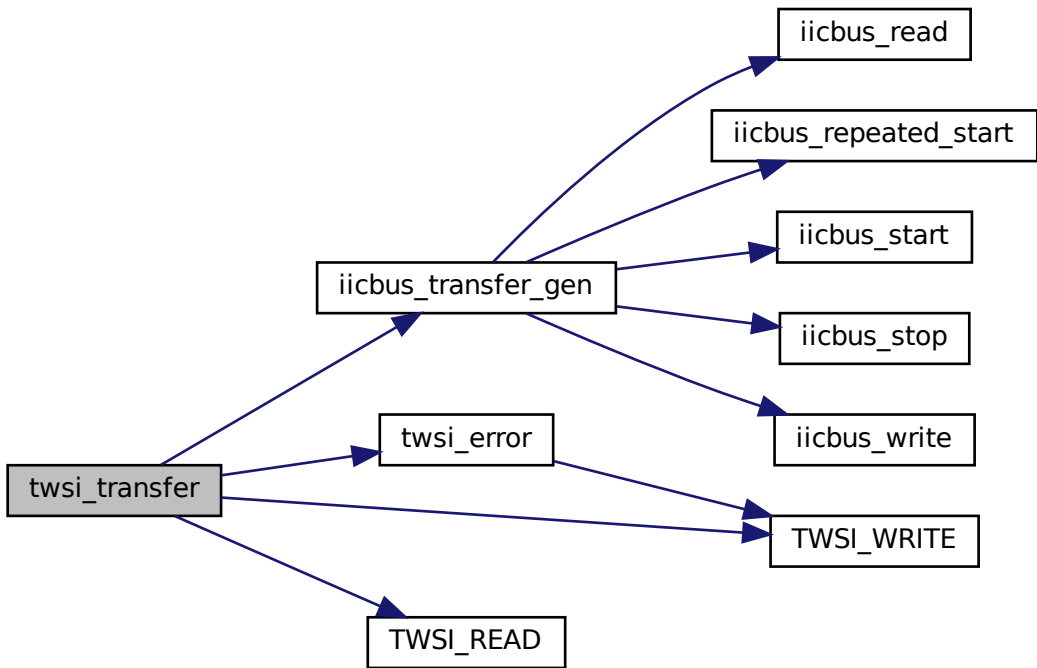 iicbus_read
iicbus_repeated_start
iicbus_start
iicbus_transfer_gen
iicbus_stop
twsi_error
iicbus_write
twsi_transfer
TWSI_WRITE
TWSI_READ